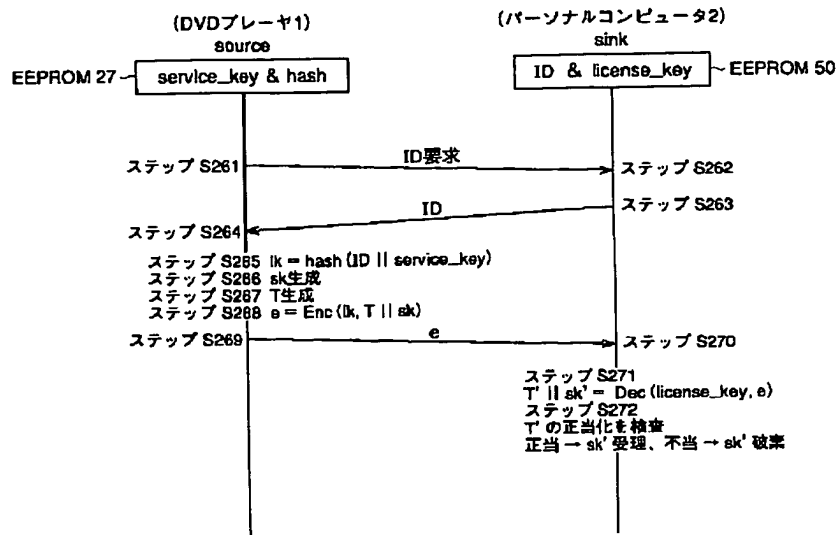 (DVDプレーヤ1)
source
(パーソナルコンピュータ2)
sink
EEPROM 27
service_key & hash
ID & license_key
EEPROM 50
ステップ S261
ID要求
ステップ S262
ID
ステップ S263
ステップ S264
ステップ S265 lk = hash (ID || service_key)
ステップ S266 sk生成
ステップ S267 T生成
ステップ S268 e = Enc (lk, T || sk)
ステップ S269
e
ステップ S270
ステップ S271
T' || sk' = Dec (license_key, e)
ステップ S272
T' の正当化を検査
正当 → sk' 受理、不当 → sk' 破棄